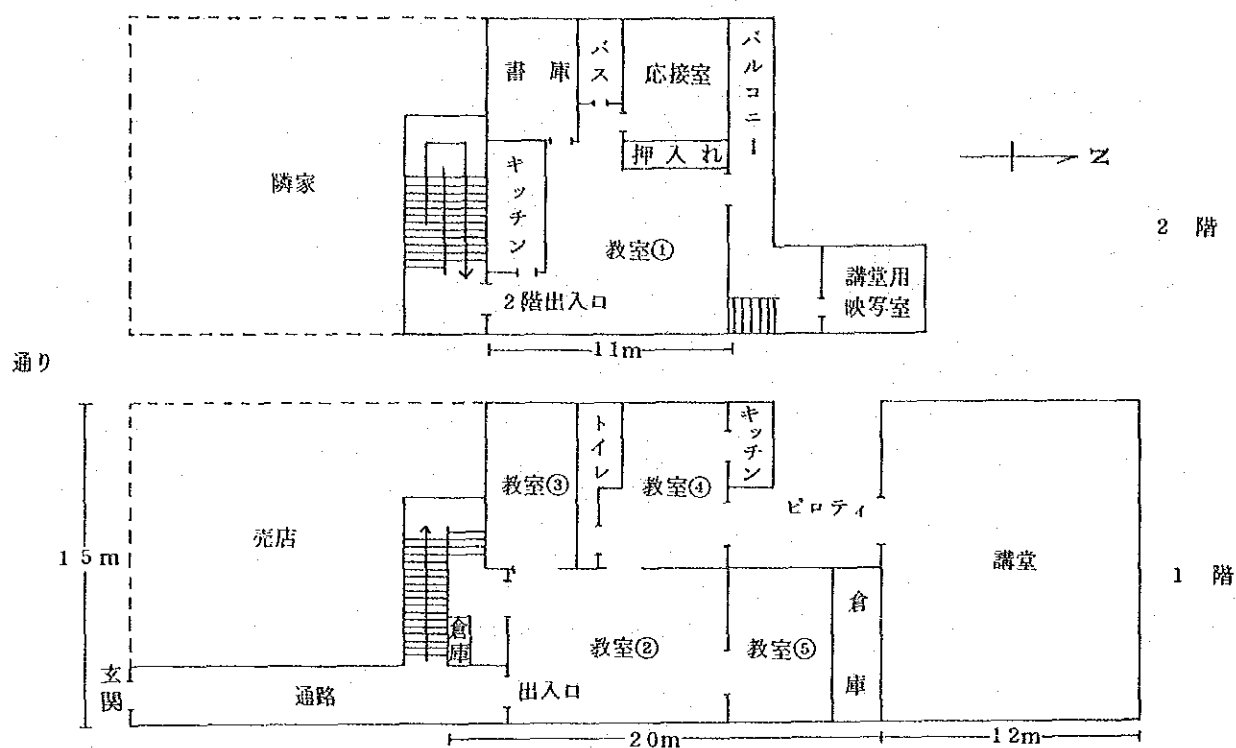 書庫
バス
応接室
バルコニー
隣家
キッチン
押入れ
N
教室①
2階
講堂用
映写室
2階出入口
11m
通り
教室③
トイレ
教室④
キッチン
ピロティ
売店
15m
講堂
1階
倉庫
教室②
教室⑤
倉庫
玄関
通路
出入口
20m
12m